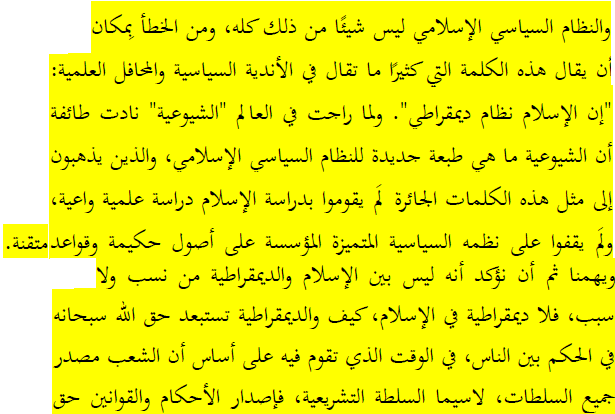 والنظام السياسي الإسلامي ليس شيئًا من ذلك كله، ومن الخطأ بِمكان
أن يقال هذه الكلمة التي كثيرًا ما تقال في الأندية السياسية والمحافل العلمية:
"إن الإسلام نظام ديمقراطي". ولما راحت في العالم "الشيوعية" نادت طائفة
أن الشيوعية ما هي طبعة جديدة للنظام السياسي الإسلامي، والذين يذهبون
إلى مثل هذه الكلمات الجائرة لَم يقوموا بدراسة الإسلام دراسة علمية واعية،
ولَم يقفوا على نظمه السياسية المتميزة المؤسسة على أصول حكيمة وقواعد متقنة.
ويهمنا ثم أن نؤكد أنه ليس بين الإسلام والديمقراطية من نسب ولا
سبب، فلا ديمقراطية في الإسلام، كيف والديمقراطية تستبعد حق الله سبحانه
في الحكم بين الناس، في الوقت الذي تقوم فيه على أساس أن الشعب مصدر
جميع السلطات، لاسيما السلطة التشريعية، فإصدار الأحكام والقوانين حق